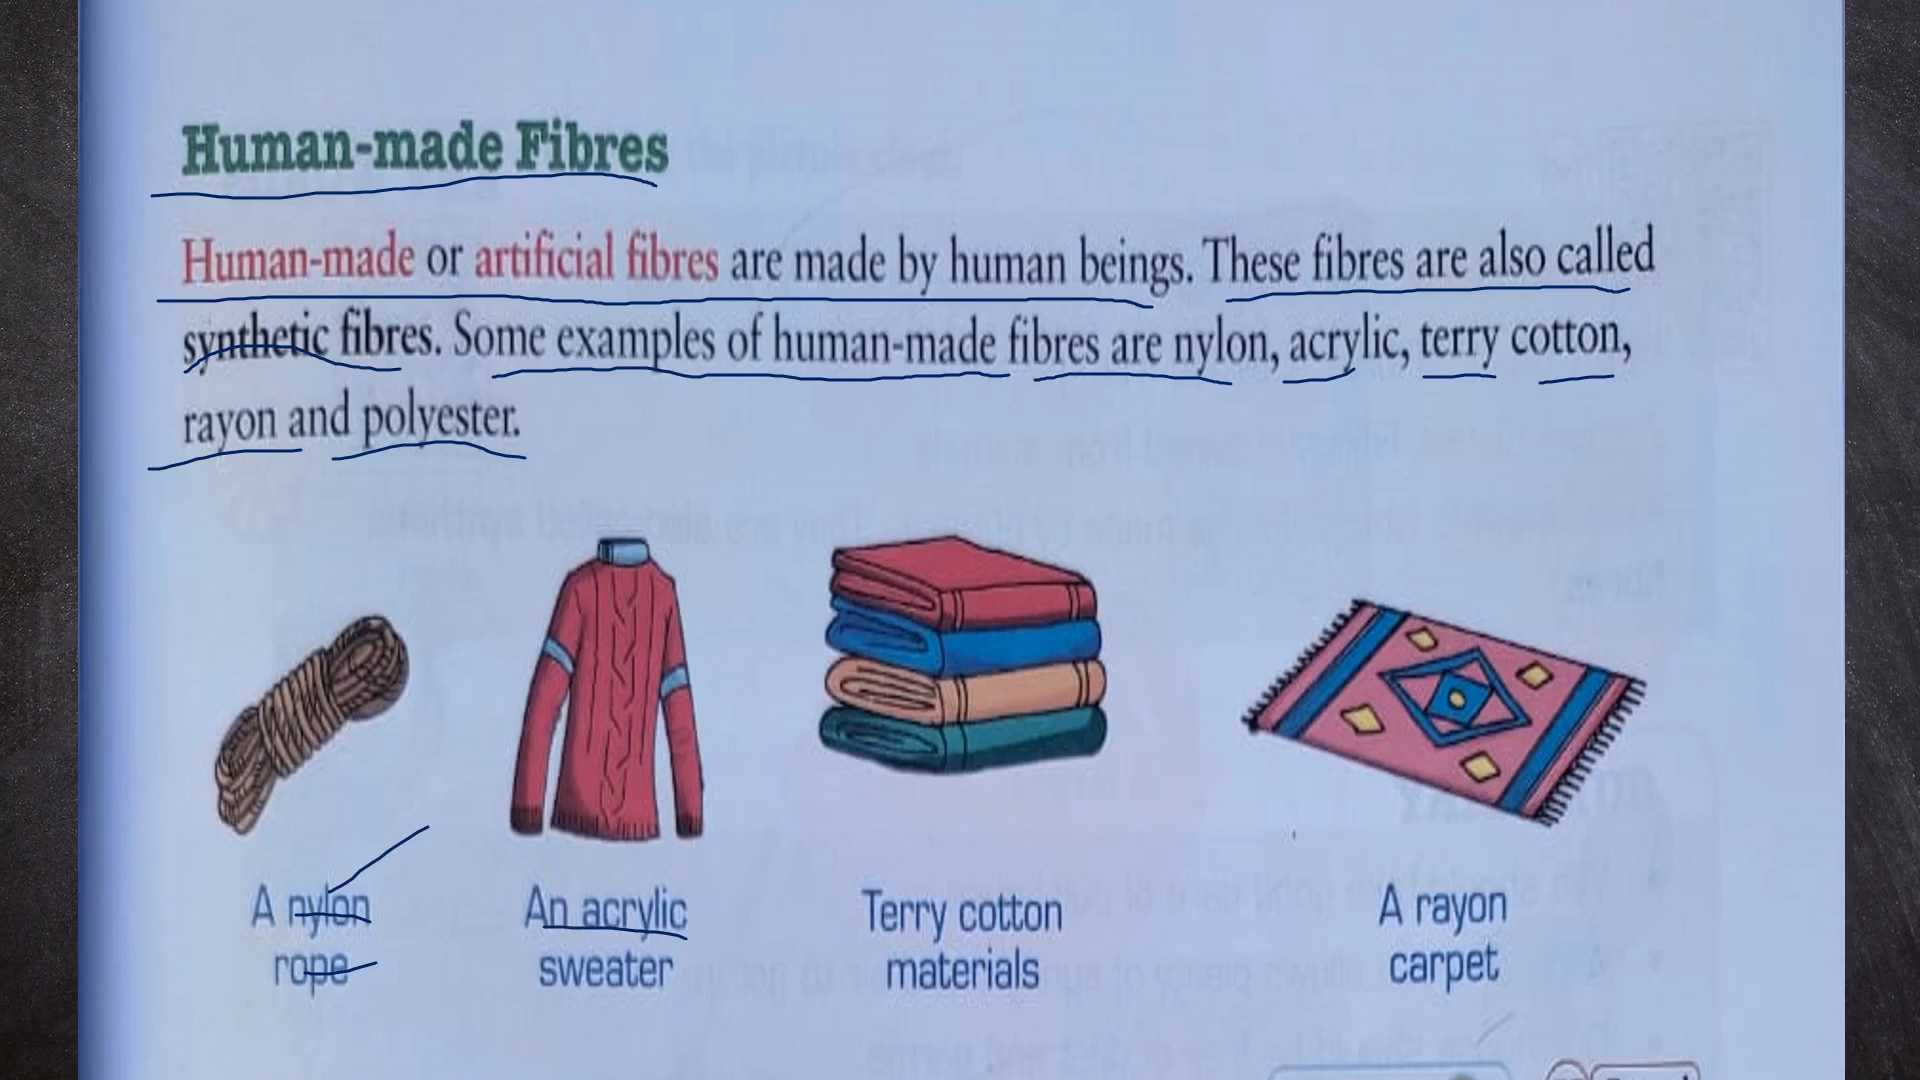 Human-made Fibres
Human-made or artificial fibres are made by human beings. These fibres are also called
synthetic fibres. Some examples of human-made fibres are nylon, acrylic, terry cotton,
rayon and polyester.
A nylon
rope
An acrylic
sweater
Terry cotton
materials
A rayon
carpet